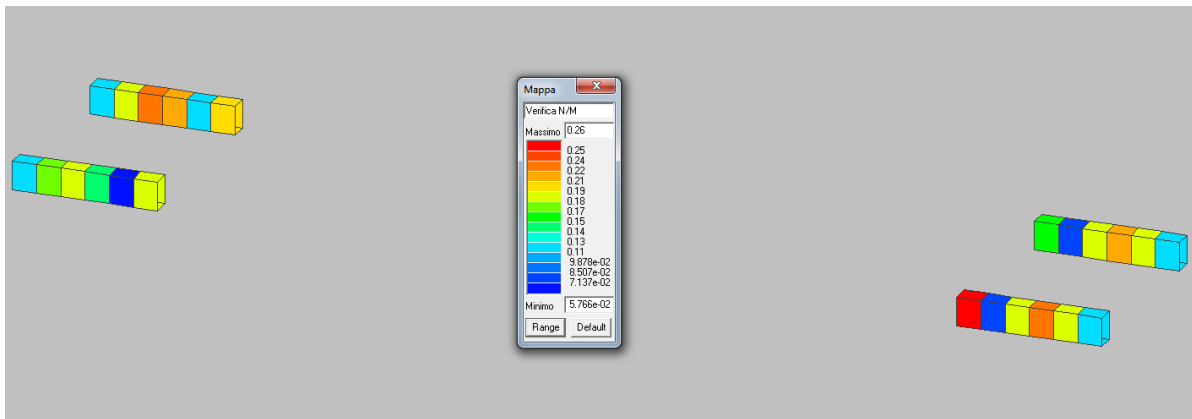 Mappa
Verifica N/M
Massimo 0.26
0.25
0.24
0.22
0.21
0.19
0.18
0.17
0.15
0.14
0.13
0.11
9.878e-02
8.507e-02
7.137e-02
Minimo 5.766e-02
Range Default